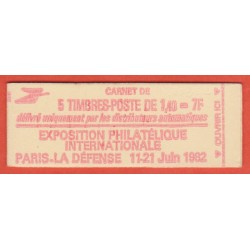 CARNET DE
5 TIMBRES-POSTE DE 1,40 = 7F
délivré uniquement par les distributeurs automatiques
EXPOSITION PHILATÉLIQUE
INTERNATIONALE
PARIS-LA DÉFENSE 11-21 Juin 1982
OUVRIR ICI